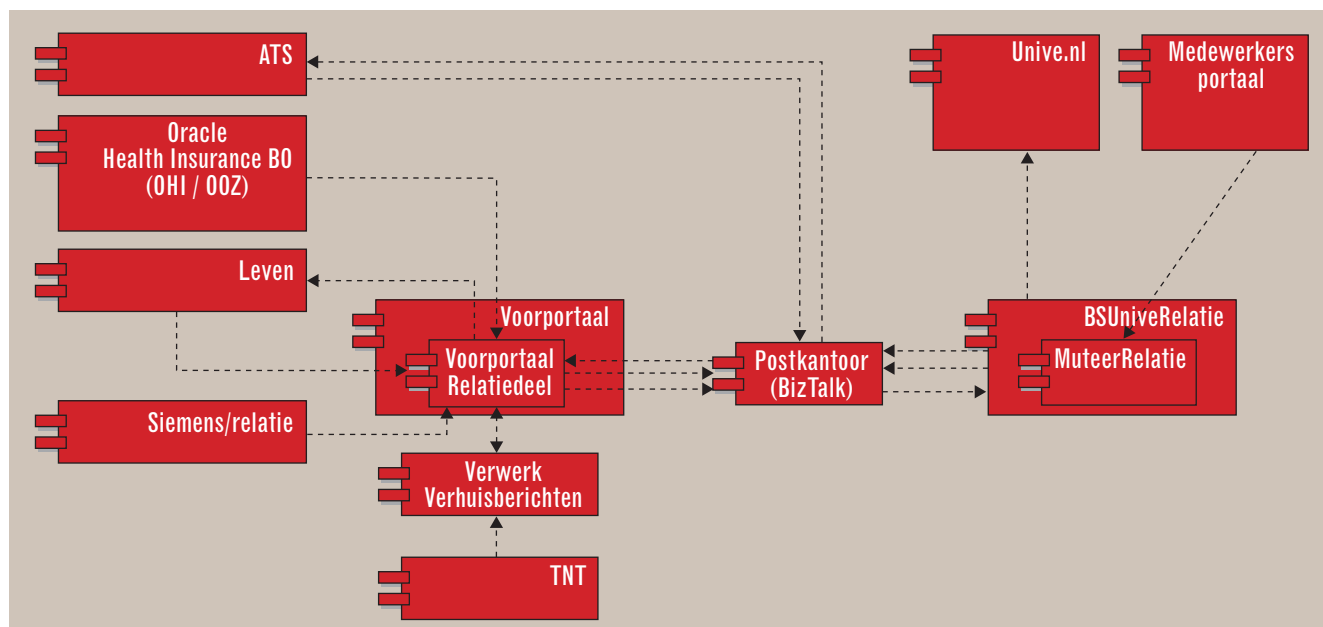 ATS
Oracle
Health Insurance BO
(OHI / OOZ)
Leven
Siemens/relatie
Voorportaal
Voorportaal
Relatiedeel
Verwerk
Verhuisberichten
TNT
Postkantoor
(BizTalk)
Unive.nl
Medewerkers
portaal
BSUniveRelatie
MuteerRelatie